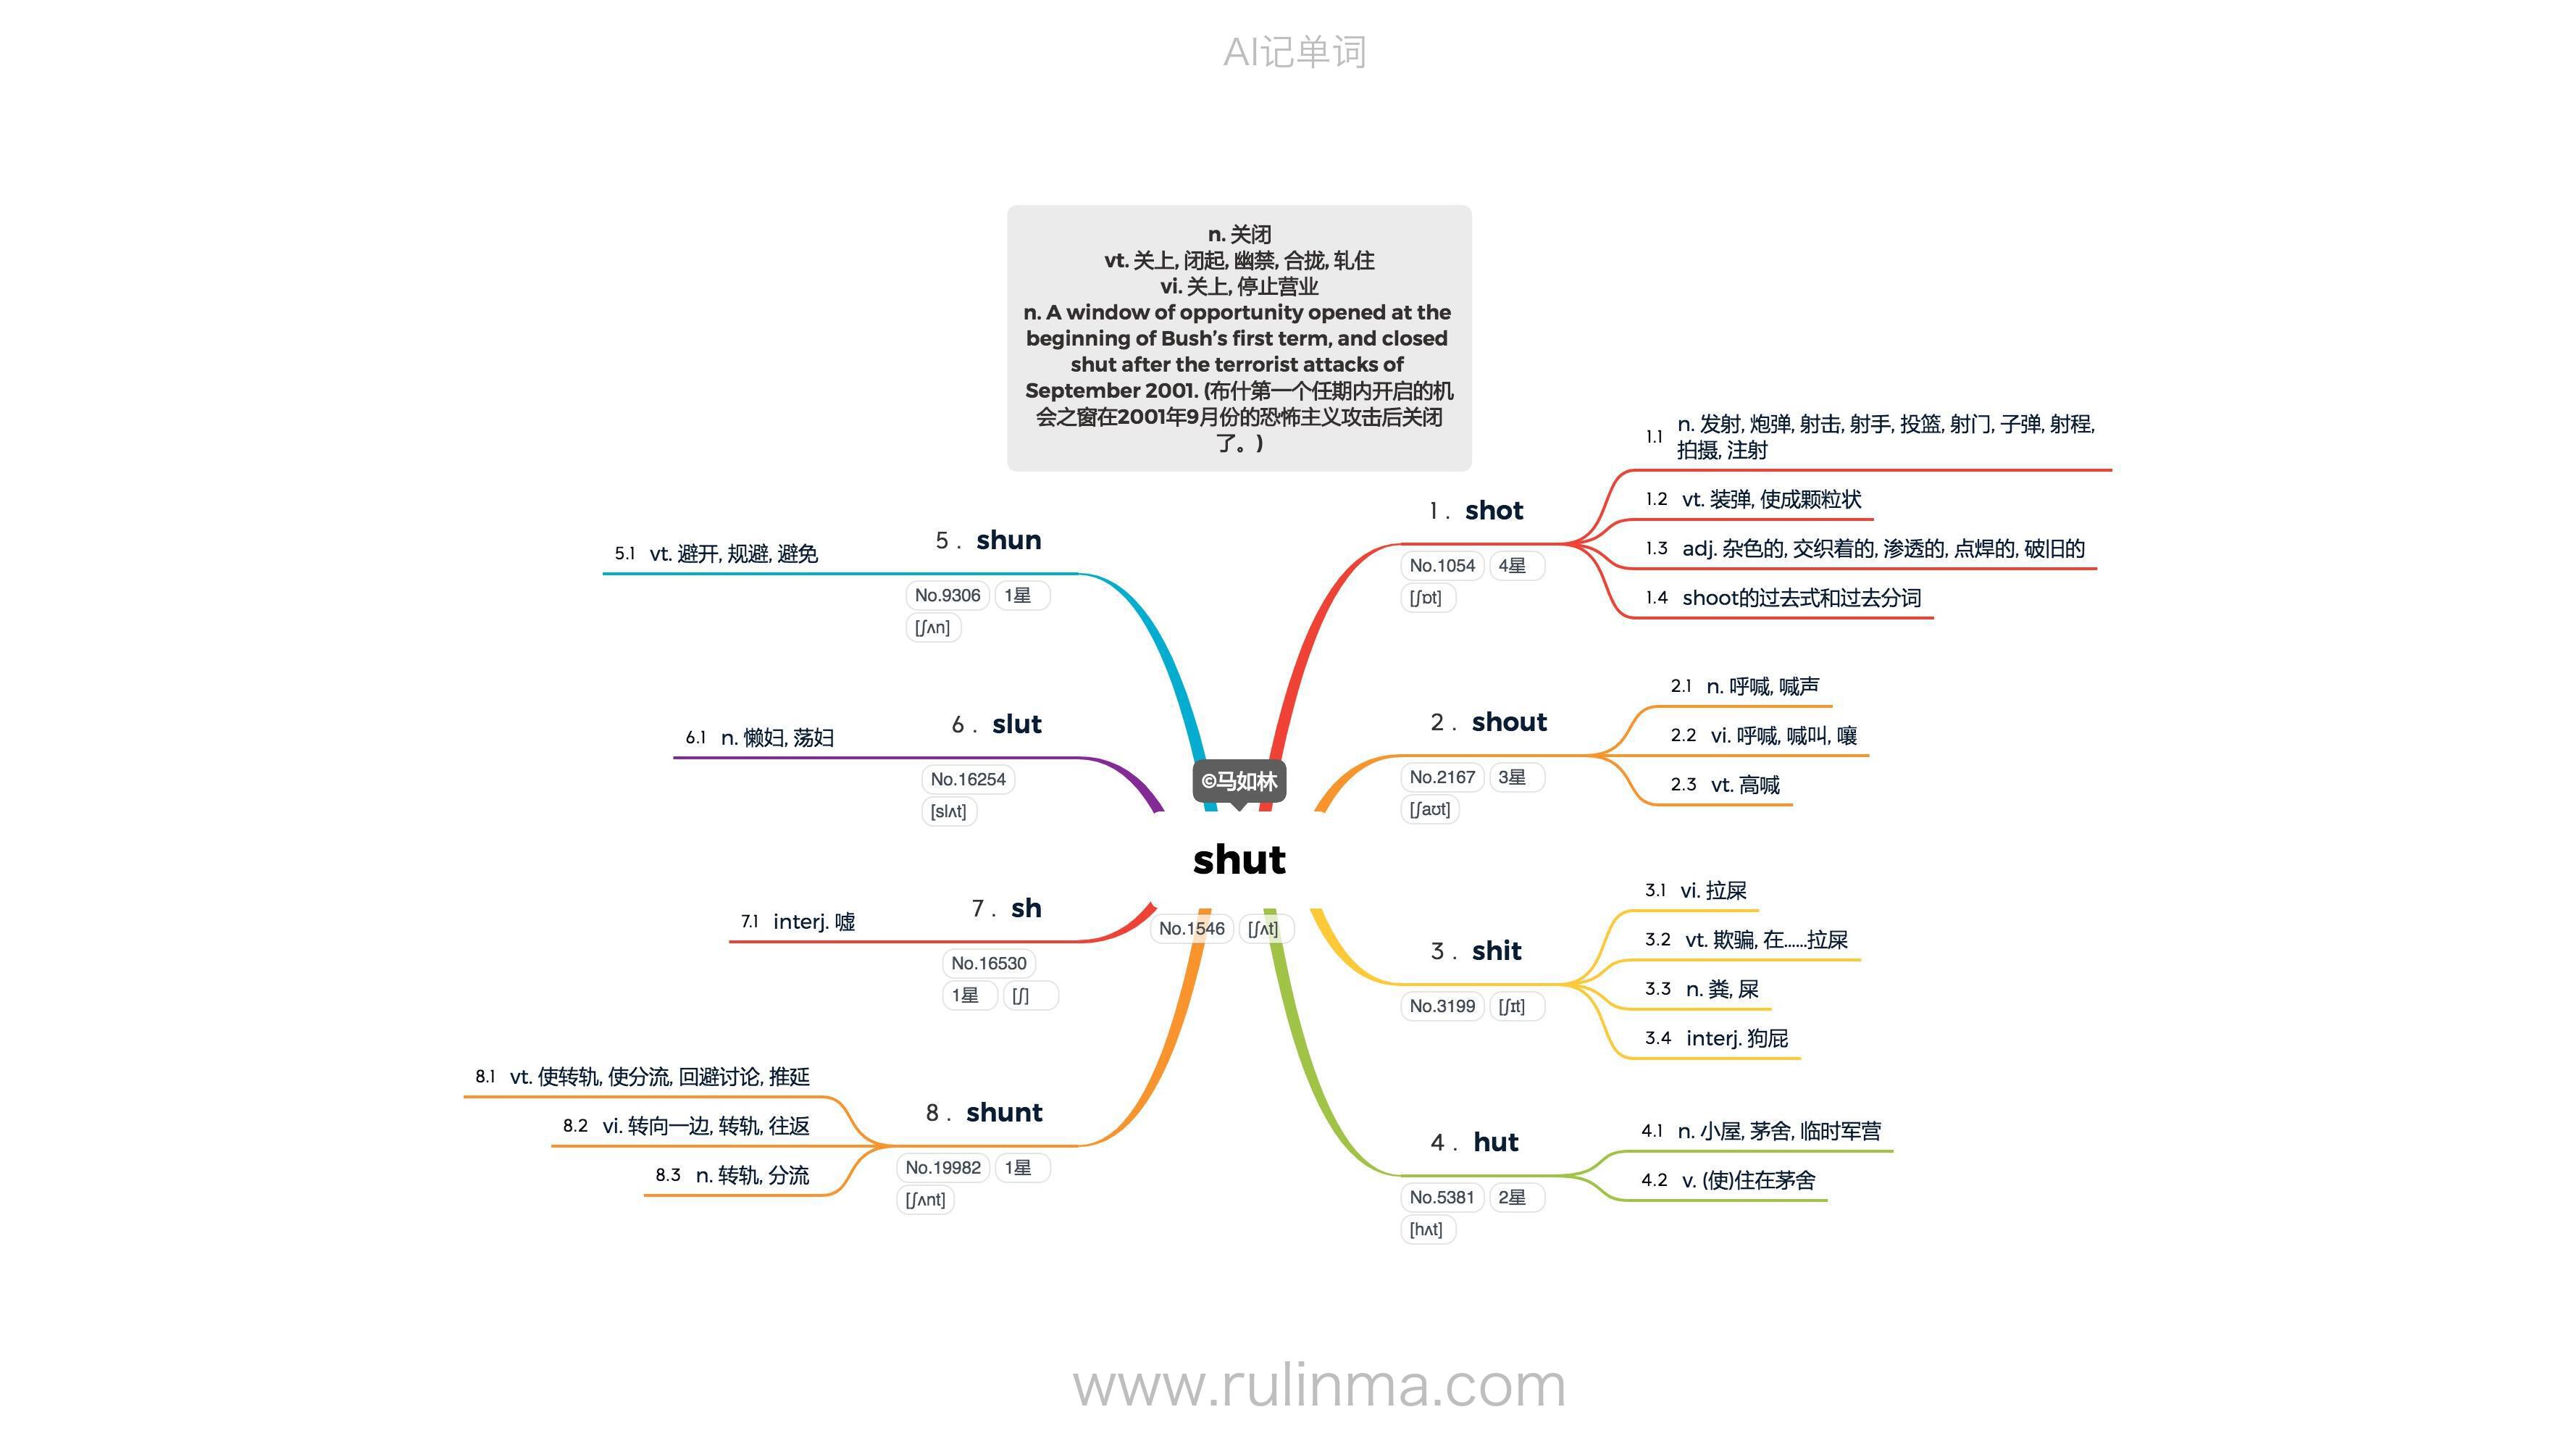 AI记单词
n. 关闭
vt. 关上, 闭起, 幽禁, 合拢, 轧住
vi. 关上, 停止营业
n. A window of opportunity opened at the
beginning of Bush’s first term, and closed
shut after the terrorist attacks of
September 2001. (布什第一个任期内开启的机
会之窗在2001年9月份的恐怖主义攻击后关闭
了。)
©马如林
shut
No.1546 [ʃʌt]
1. shot
No.1054 4星
[ʃɒt]
1.1 n. 发射, 炮弹, 射击, 射手, 投篮, 射门, 子弹, 射程,
拍摄, 注射
1.2 vt. 装弹, 使成颗粒状
1.3 adj. 杂色的, 交织着的, 渗透的, 点焊的, 破旧的
1.4 shoot的过去式和过去分词
2. shout
No.2167 3星
[ʃaʊt]
2.1 n. 呼喊, 喊声
2.2 vi. 呼喊, 喊叫, 嚷
2.3 vt. 高喊
3. shit
No.3199 [ʃɪt]
3.1 vi. 拉屎
3.2 vt. 欺骗, 在……拉屎
3.3 n. 粪, 屎
3.4 interj. 狗屁
4. hut
No.5381 2星
[hʌt]
4.1 n. 小屋, 茅舍, 临时军营
4.2 v. (使)住在茅舍
5. shun
No.9306 1星
[ʃʌn]
5.1 vt. 避开, 规避, 避免
6. slut
No.16254
[slʌt]
6.1 n. 懒妇, 荡妇
7. sh
No.16530
1星 [ʃ]
7.1 interj. 嘘
8. shunt
No.19982 1星
[ʃʌnt]
8.1 vt. 使转轨, 使分流, 回避讨论, 推延
8.2 vi. 转向一边, 转轨, 往返
8.3 n. 转轨, 分流
www.rulinma.com